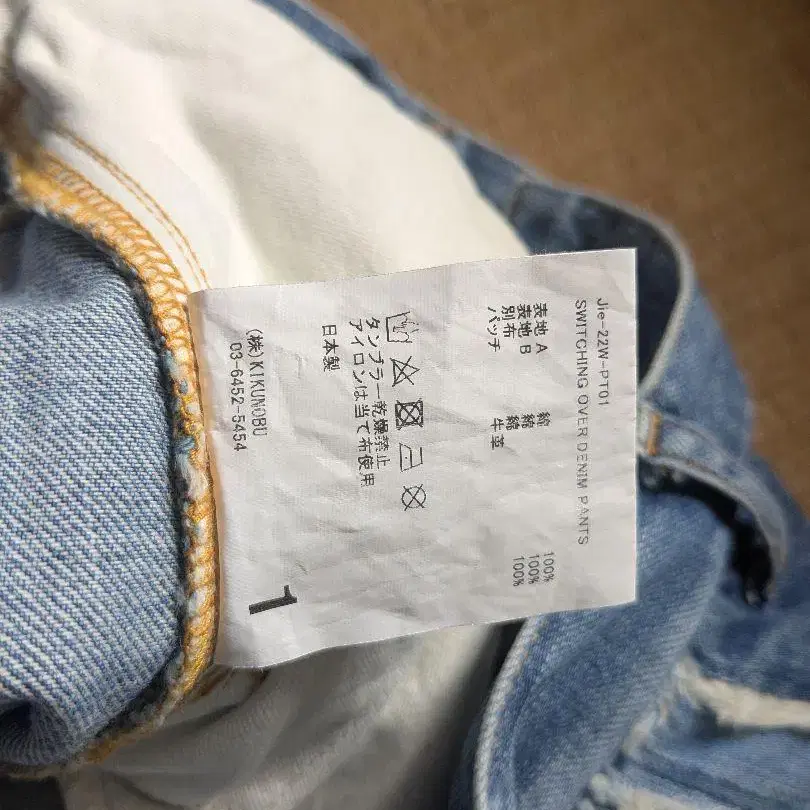 Jie-22W-PT01
SWITCHING OVER DENIM PANTS
表地 A 綿 100%
表地 B 綿 100%
別布 綿 100%
パッチ 牛革
タンブラー乾燥禁止
アイロンは当て布使用
日本製
(株)KIKUNOBU
03-6452-5454
1